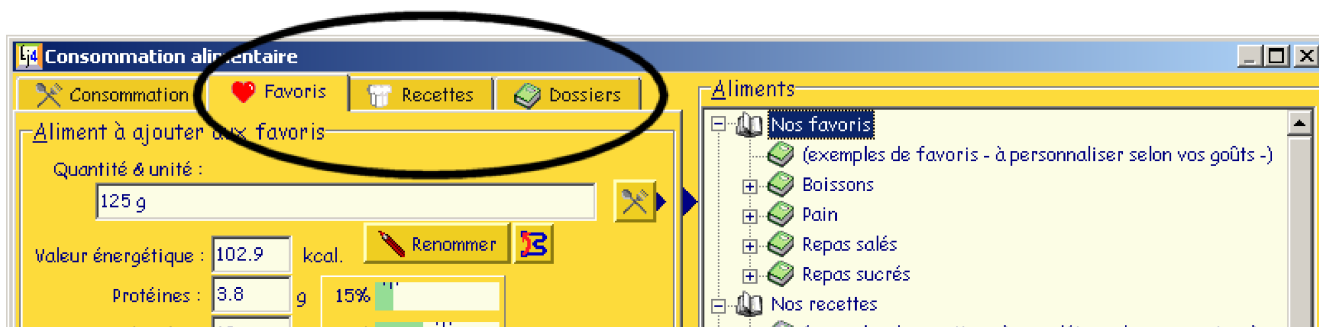 Consommation alimentaire
Consommation Favoris Recettes Dossiers
Aliment à ajouter aux favoris
Quantité & unité :
125 g
Valeur énergétique : 102.9 kcal. Renommer
Protéines : 3.8 g 15%
Aliments
Nos favoris
(exemples de favoris - à personnaliser selon vos goûts -)
Boissons
Pain
Repas salés
Repas sucrés
Nos recettes